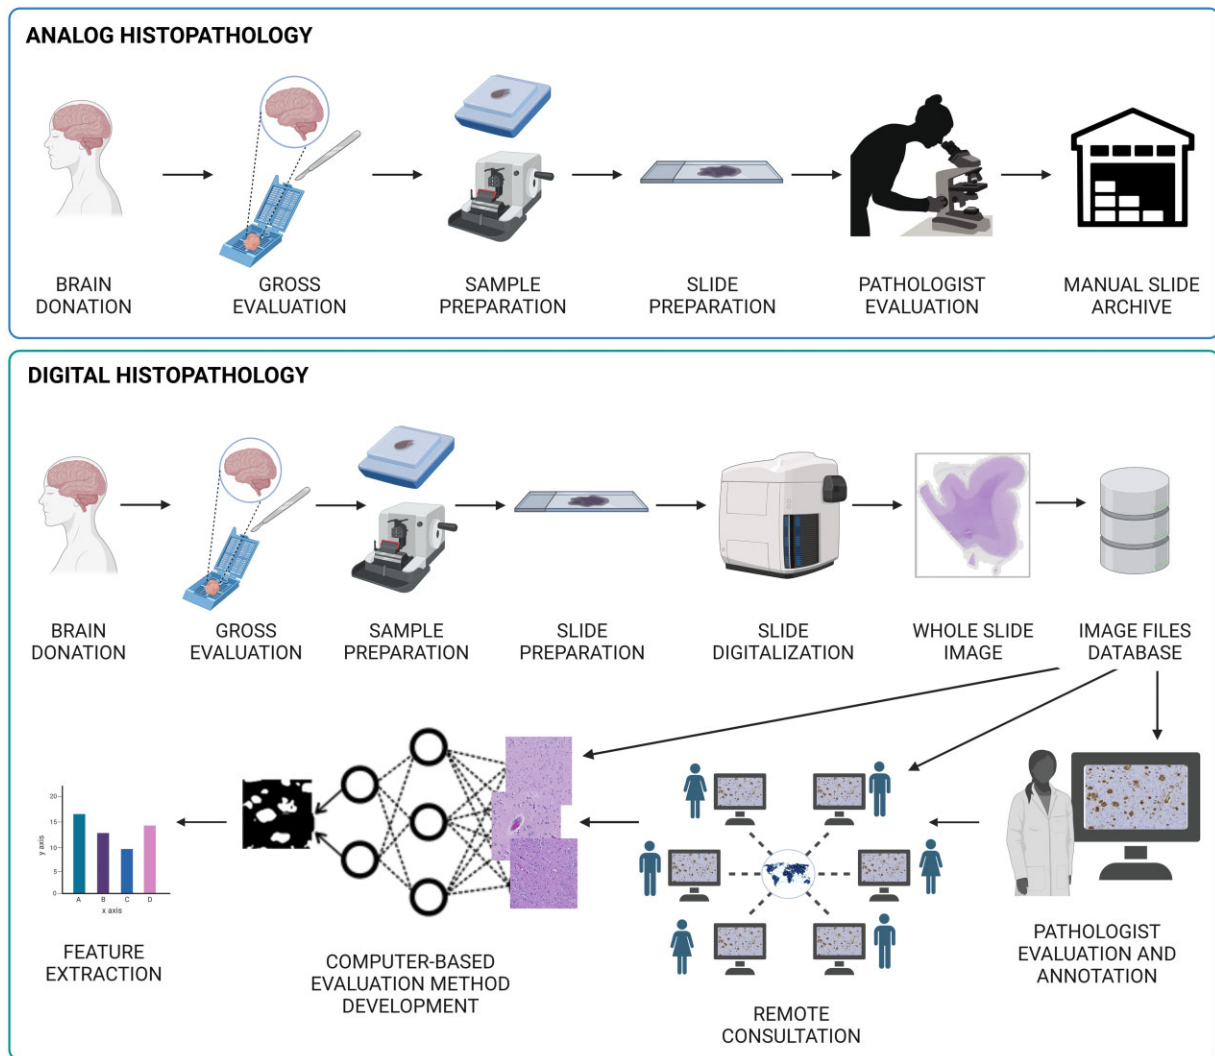 ANALOG HISTOPATHOLOGY
BRAIN
DONATION
GROSS
EVALUATION
SAMPLE
PREPARATION
SLIDE
PREPARATION
PATHOLOGIST
EVALUATION
MANUAL SLIDE
ARCHIVE
DIGITAL HISTOPATHOLOGY
BRAIN
DONATION
GROSS
EVALUATION
SAMPLE
PREPARATION
SLIDE
PREPARATION
SLIDE
DIGITALIZATION
WHOLE SLIDE
IMAGE
IMAGE FILES
DATABASE
20
15
10
5
0
y axis
A B C D
x axis
FEATURE
EXTRACTION
COMPUTER-BASED
EVALUATION METHOD
DEVELOPMENT
REMOTE
CONSULTATION
PATHOLOGIST
EVALUATION AND
ANNOTATION